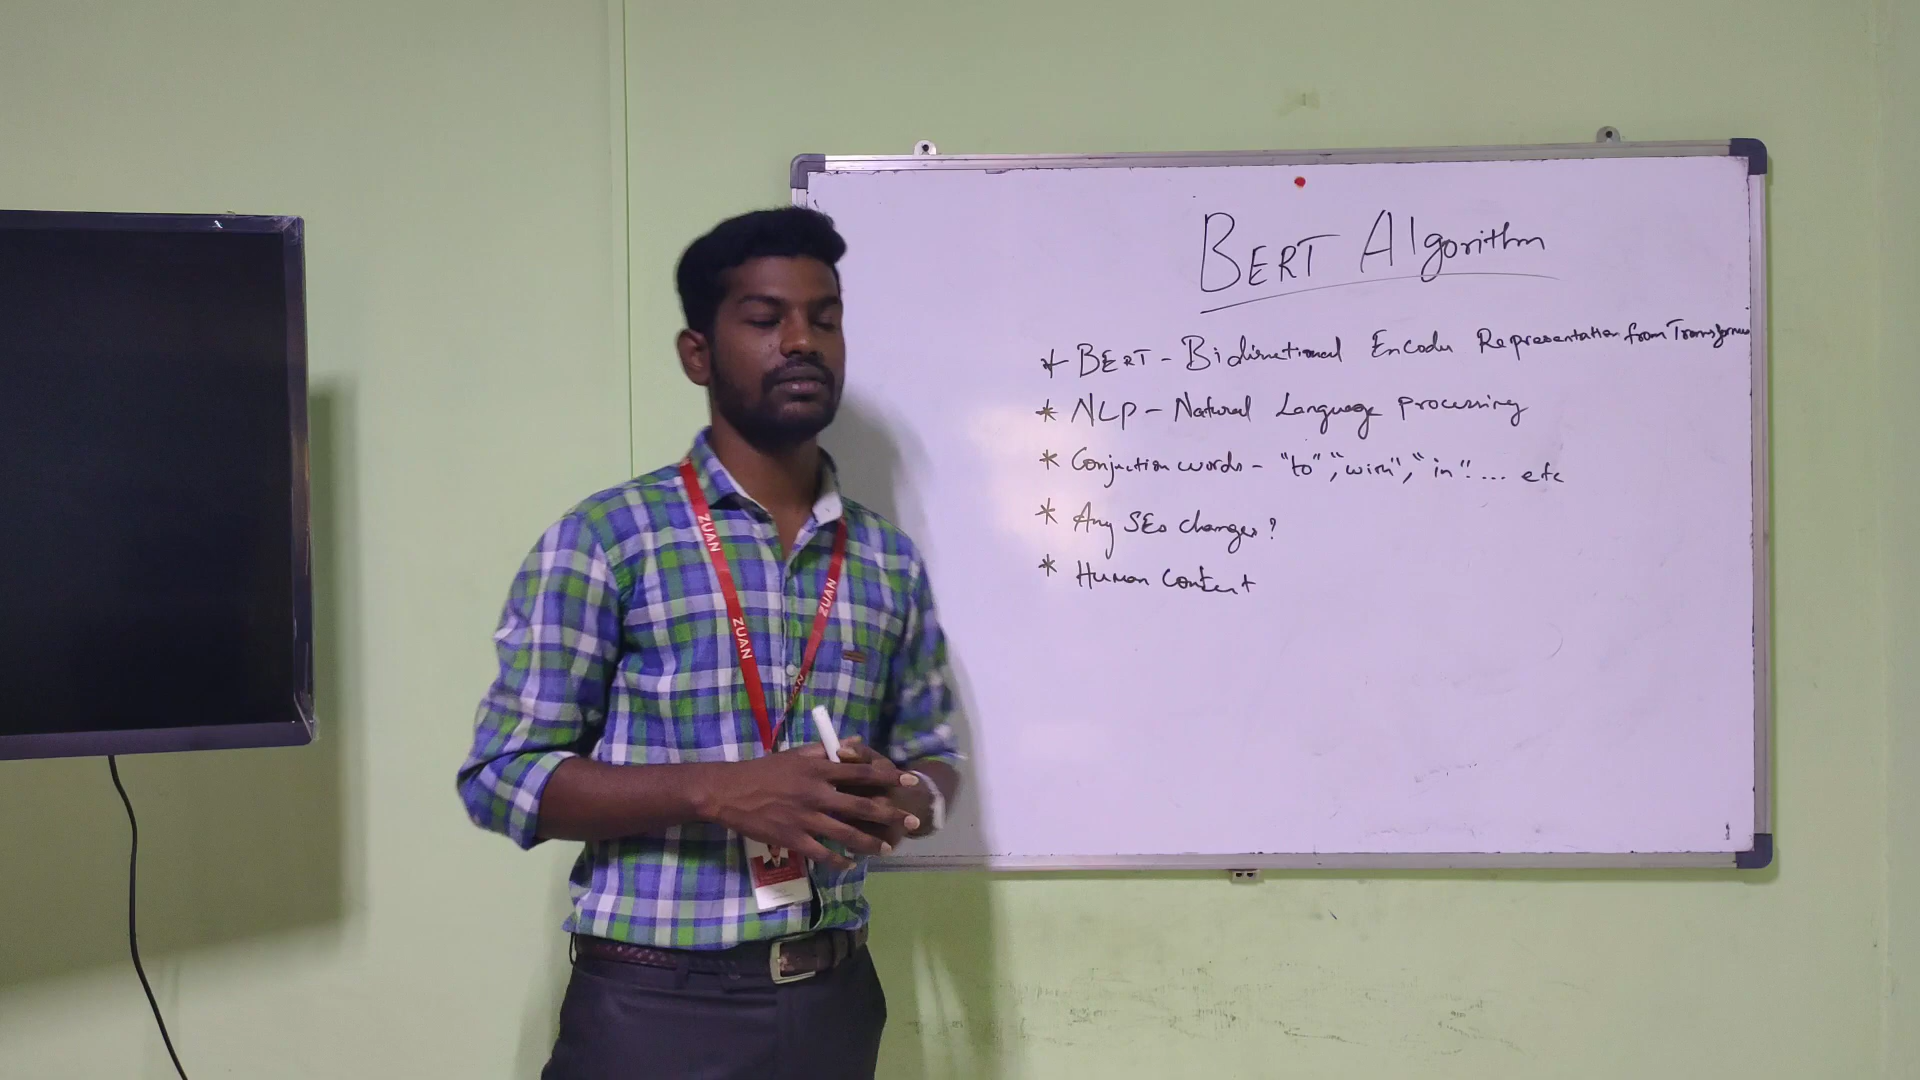 BERT Algorithm
* BERT - Bidirectional Encoder Representation from Transformers
* NLP - Natural Language Processing
* Conjuction words - "to", "with", "in"... etc
* Any SEO changes?
* Human Content
ZUAN
ZUAN
ZUAN